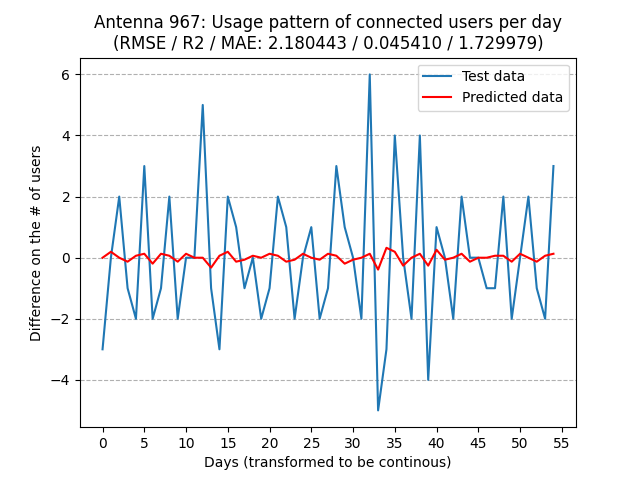 Antenna 967: Usage pattern of connected users per day
(RMSE / R2 / MAE: 2.180443 / 0.045410 / 1.729979)
Test data
Predicted data
Difference on the # of users
6
4
2
0
−2
−4
0 5 10 15 20 25 30 35 40 45 50 55
Days (transformed to be continous)